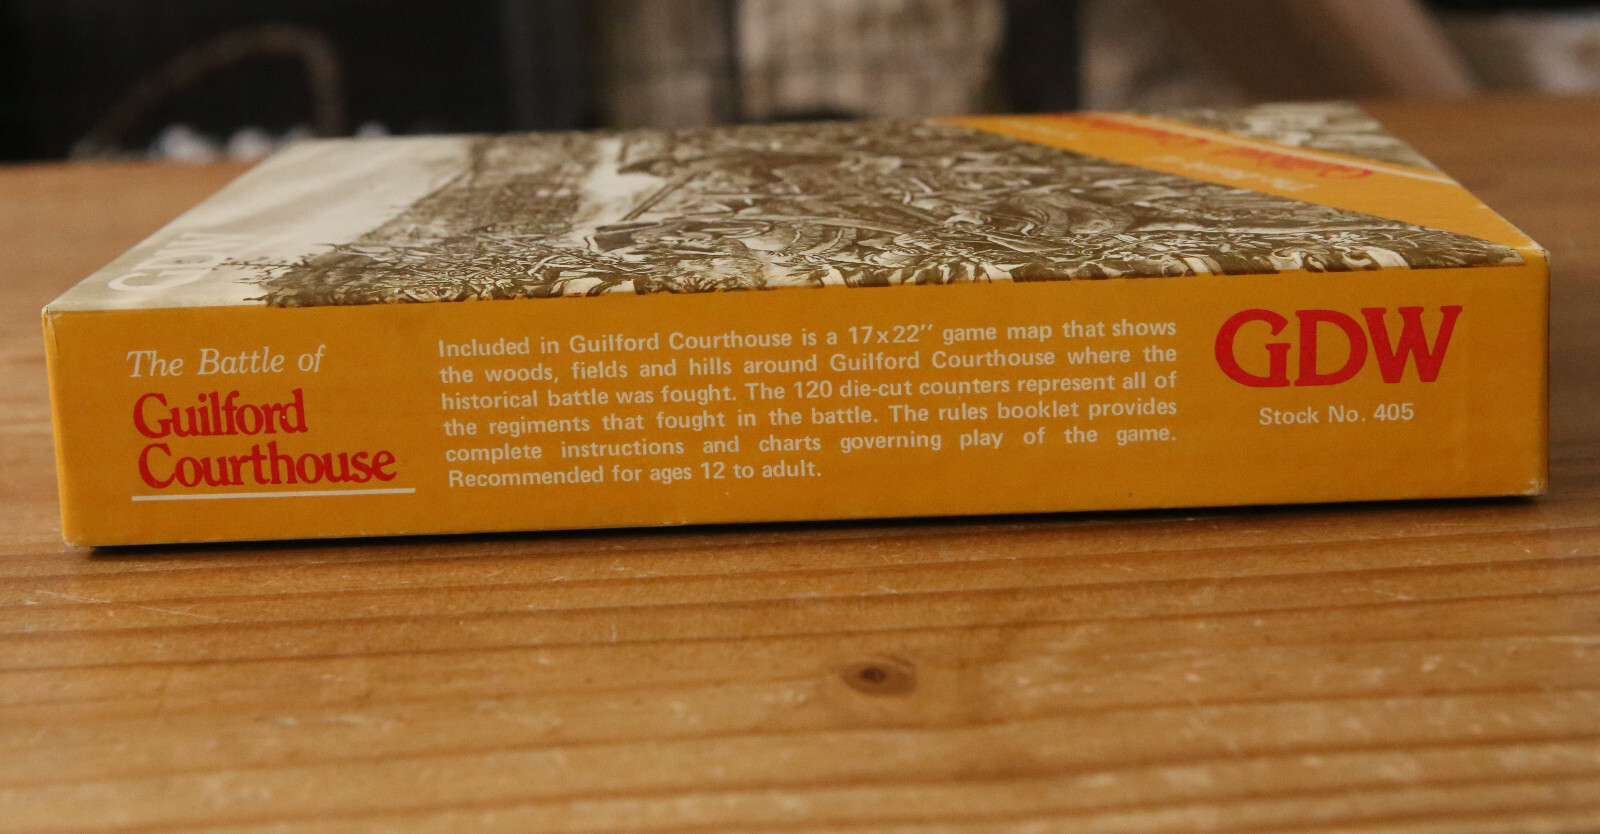 GDW
The Battle of
Guilford
Courthouse
Included in Guilford Courthouse is a 17x22" game map that shows
the woods, fields and hills around Guilford Courthouse where the
historical battle was fought. The 120 die-cut counters represent all of
the regiments that fought in the battle. The rules booklet provides
complete instructions and charts governing play of the game.
Recommended for ages 12 to adult.
GDW
Stock No. 405